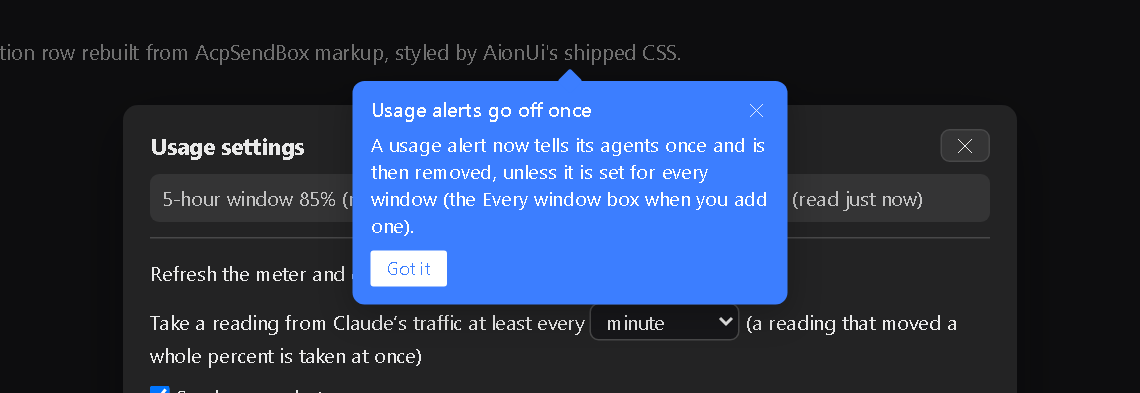 tion row rebuilt from AcpSendBox markup, styled by AionUi's shipped CSS.
Usage alerts go off once
A usage alert now tells its agents once and is
then removed, unless it is set for every
window (the Every window box when you add
one).
Got it
Usage settings
5-hour window 85% (
(read just now)
Refresh the meter and
Take a reading from Claude's traffic at least every minute (a reading that moved a
whole percent is taken at once)